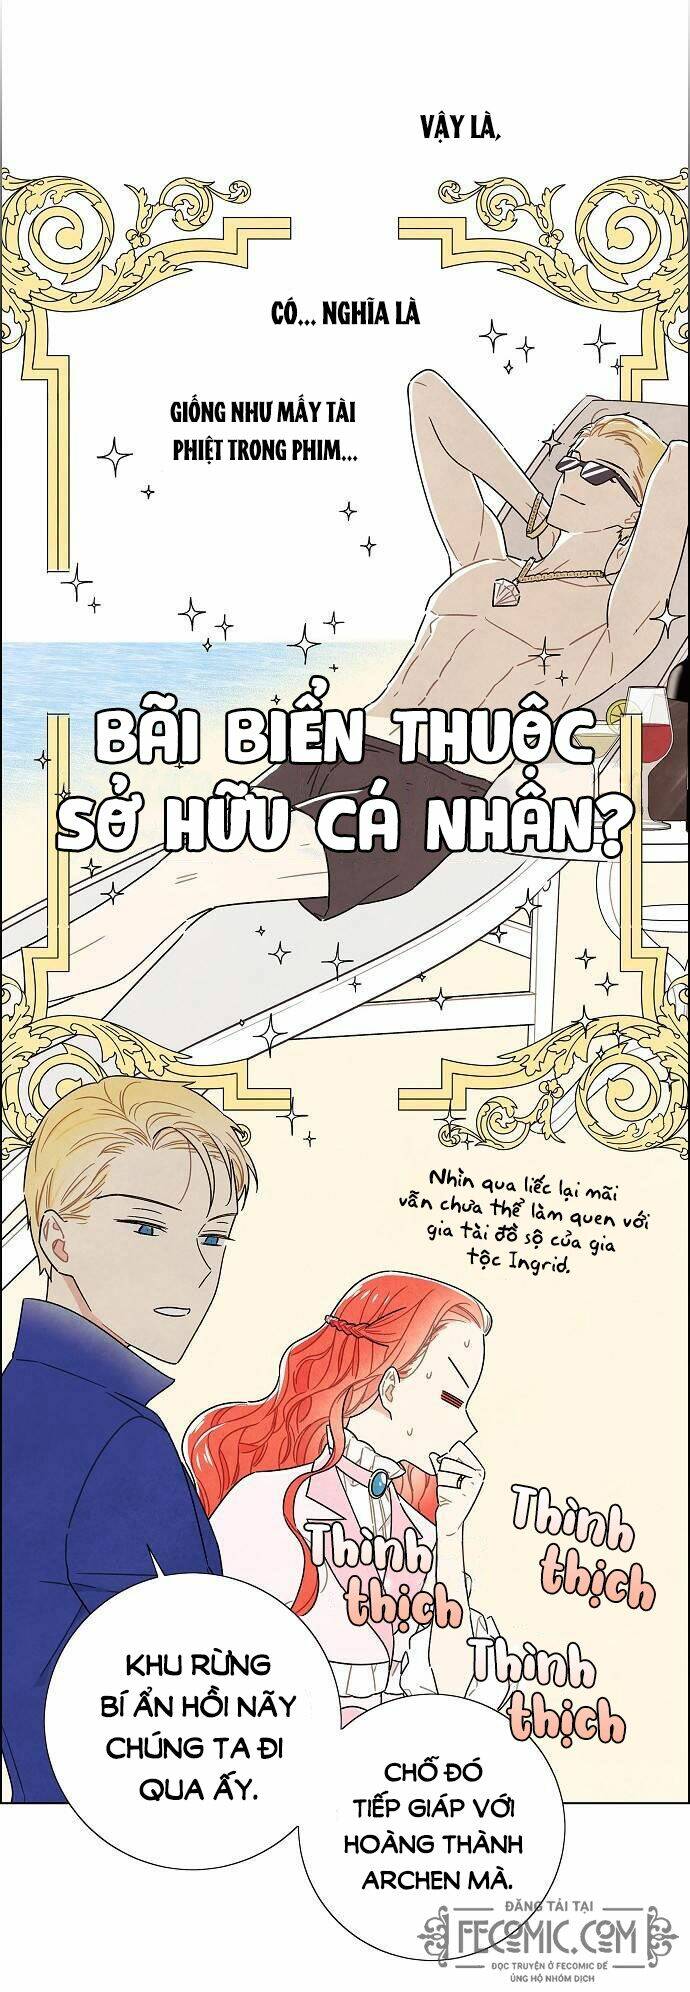 VẬY LÀ,
CÓ... NGHĨA LÀ
GIỐNG NHƯ MẤY TÀI
PHIỆT TRONG PHIM...
BÃI BIỂN THUỘC
SỞ HỮU CÁ NHÂN?
Nhìn qua liếc lại mãi
vẫn chưa thể làm quen với
gia tài đồ sộ của gia
tộc Ingrid.
Thình
thịch
Thình
thịch
Thình
thịch
KHU RỪNG
BÍ ẨN HỒI NÃY
CHÚNG TA ĐI
QUA ẤY.
CHỖ ĐÓ
TIẾP GIÁP VỚI
HOÀNG THÀNH
ARCHEN MÀ.
ĐĂNG TẢI TẠI
FECOMIC.COM
ĐỌC TRUYỆN Ở FECOMIC ĐỂ
ỦNG HỘ NHÓM DỊCH